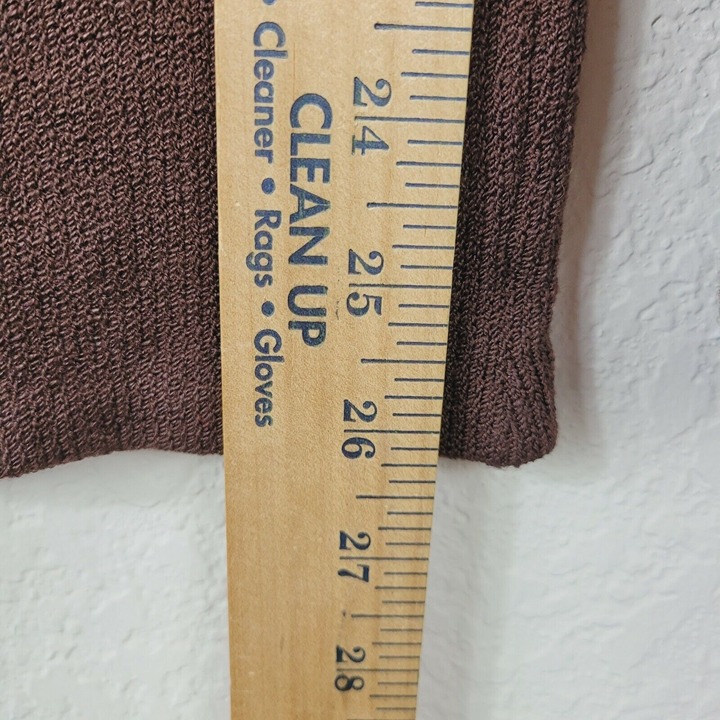 CLEAN UP
• Cleaner • Rags • Gloves
24
25
26
27
28